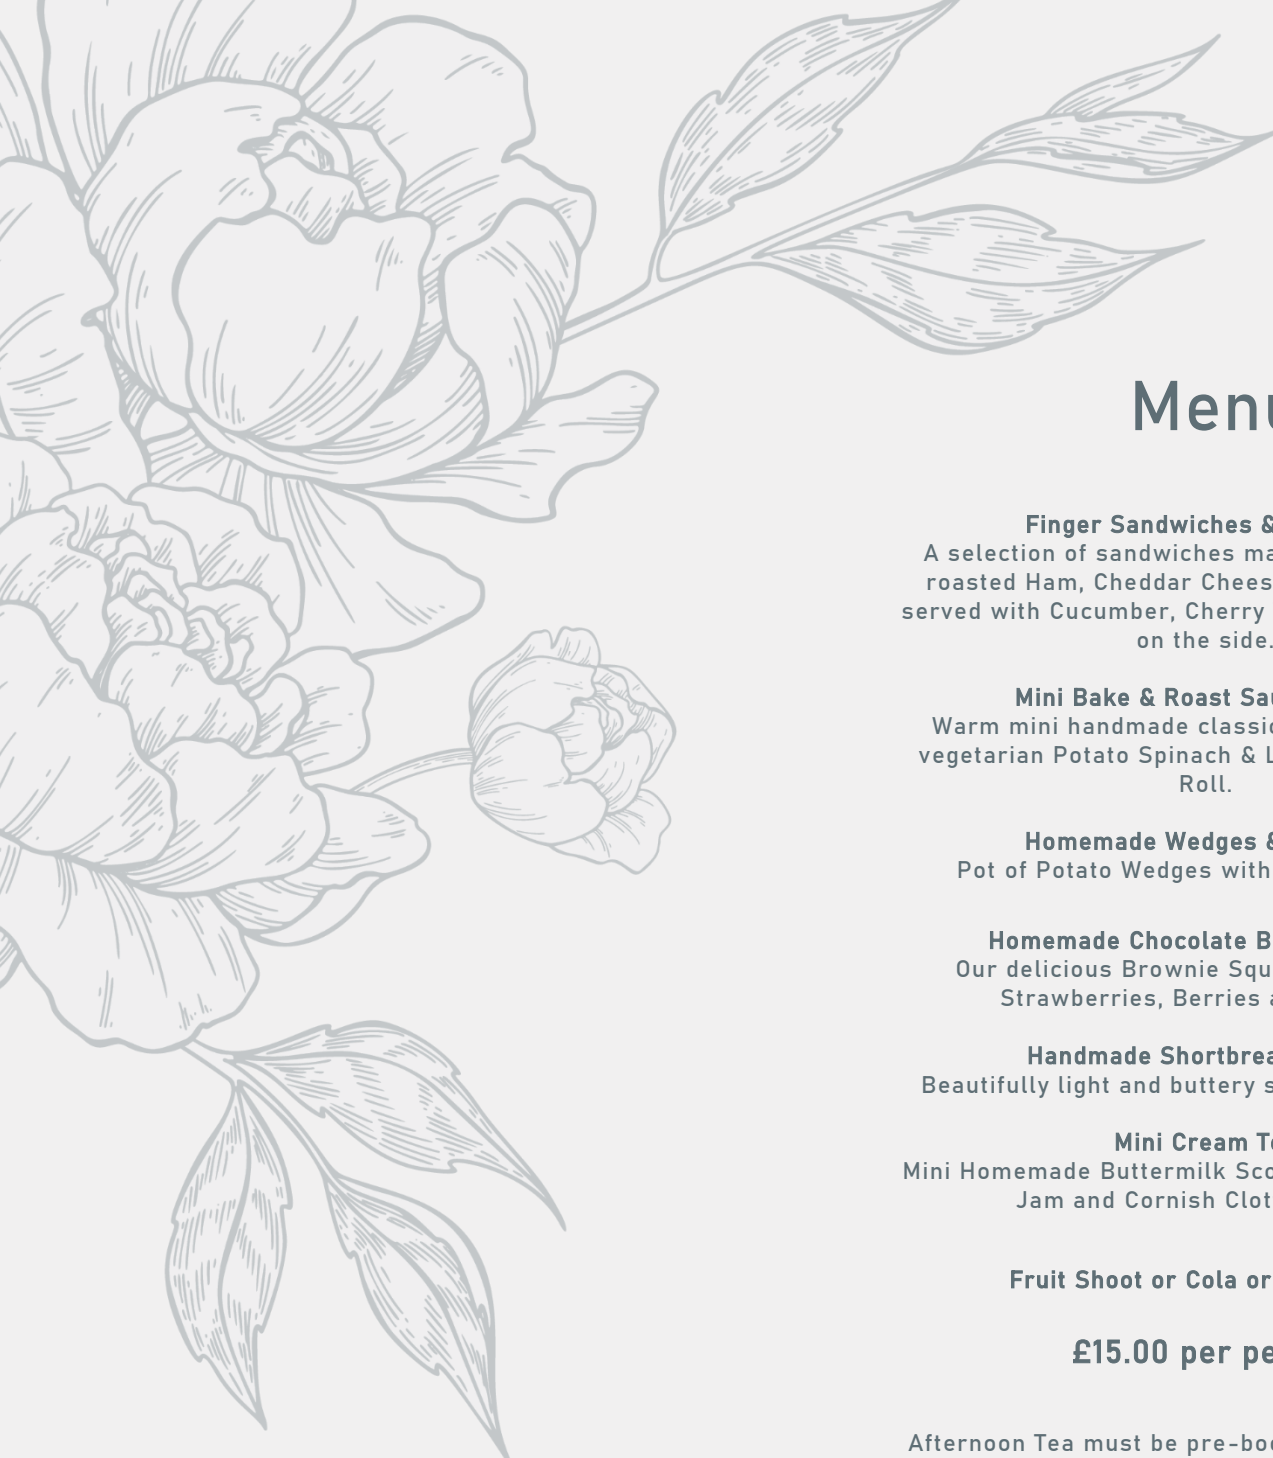 Menu
Finger Sandwiches &
A selection of sandwiches ma
roasted Ham, Cheddar Chees
served with Cucumber, Cherry
on the side.
Mini Bake & Roast Sau
Warm mini handmade classic
vegetarian Potato Spinach & L
Roll.
Homemade Wedges &
Pot of Potato Wedges with
Homemade Chocolate B
Our delicious Brownie Squ
Strawberries, Berries a
Handmade Shortbrea
Beautifully light and buttery s
Mini Cream Te
Mini Homemade Buttermilk Sco
Jam and Cornish Clot
Fruit Shoot or Cola or
£15.00 per pe
Afternoon Tea must be pre-boo